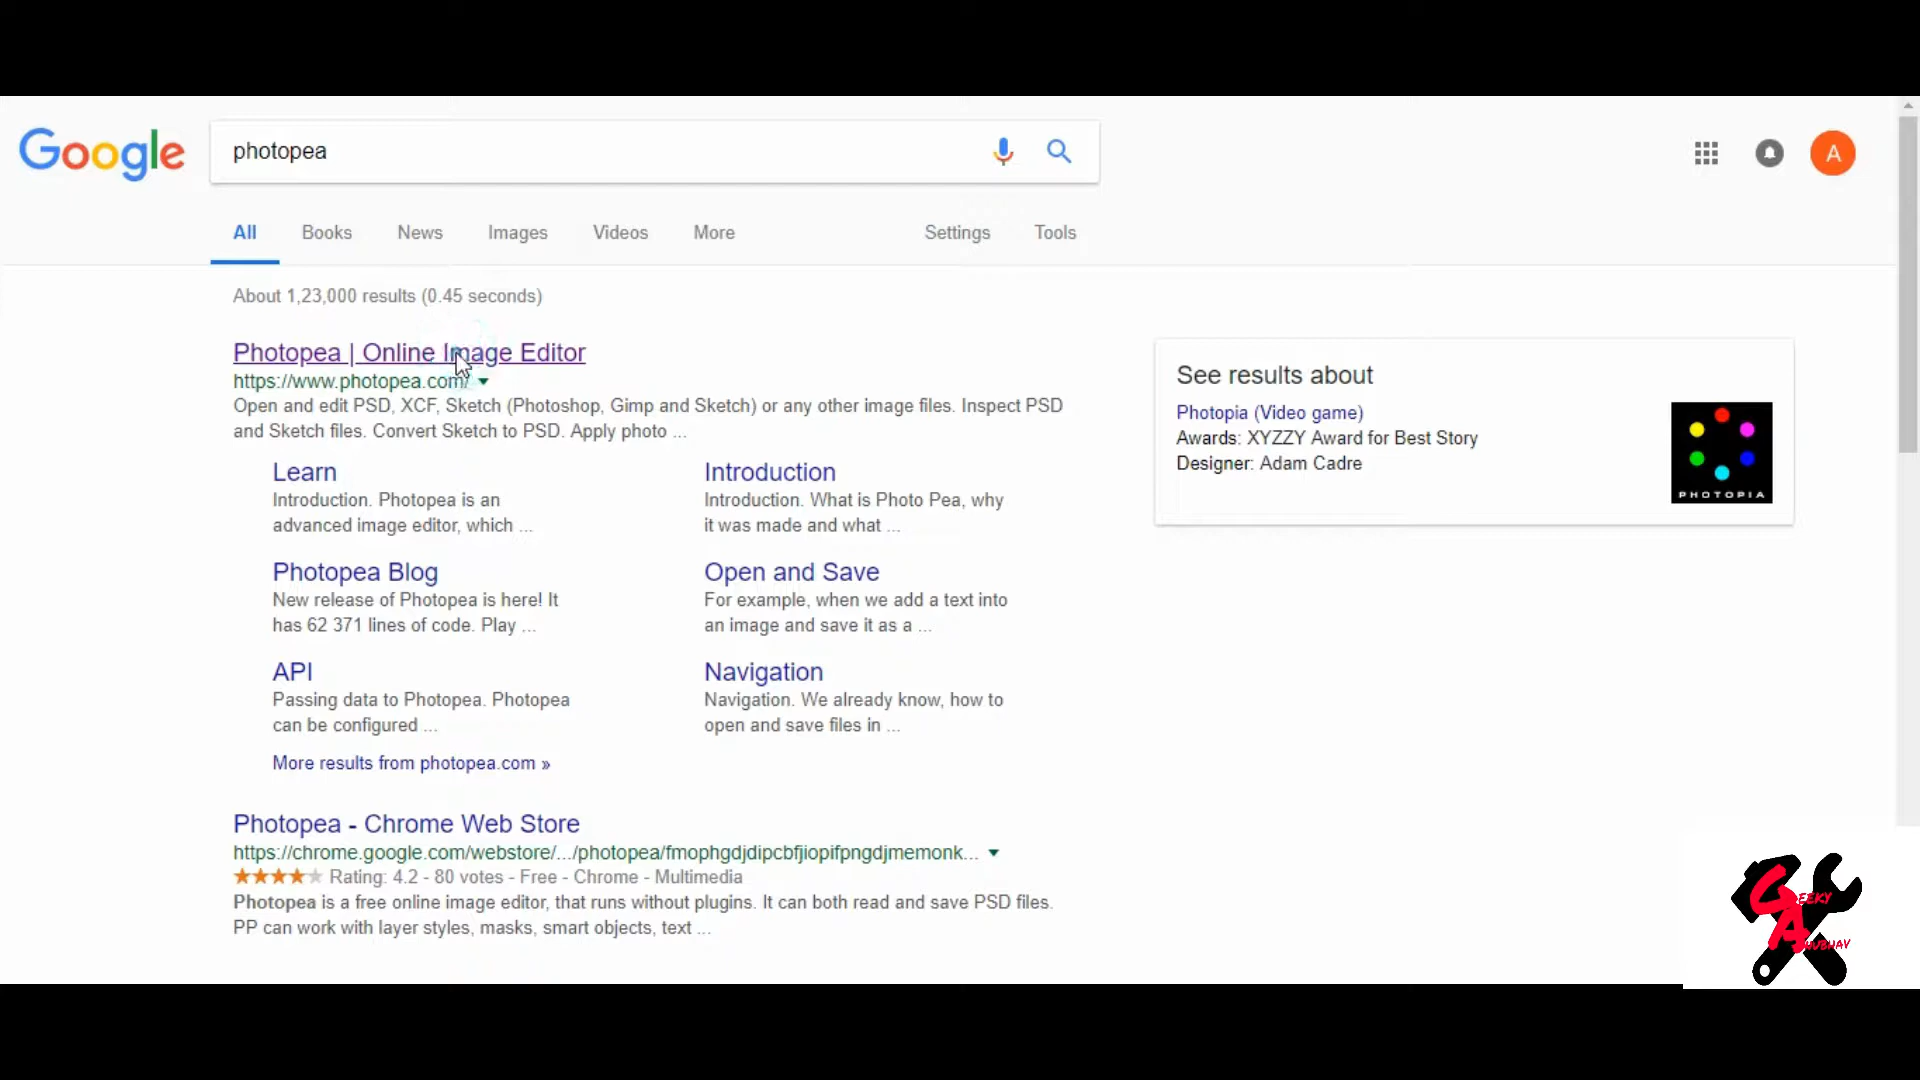 Google
photopea
A
All
Books
News
Images
Videos
More
Settings
Tools
About 1,23,000 results (0.45 seconds)
Photopea | Online Image Editor
https://www.photopea.com/
Open and edit PSD, XCF, Sketch (Photoshop, Gimp and Sketch) or any other image files. Inspect PSD
and Sketch files. Convert Sketch to PSD. Apply photo ...
Learn
Introduction. Photopea is an
advanced image editor, which ...
Introduction
Introduction. What is Photo Pea, why
it was made and what ...
Photopea Blog
New release of Photopea is here! It
has 62 371 lines of code. Play ...
Open and Save
For example, when we add a text into
an image and save it as a ...
API
Passing data to Photopea. Photopea
can be configured ...
Navigation
Navigation. We already know, how to
open and save files in ...
More results from photopea.com »
Photopea - Chrome Web Store
https://chrome.google.com/webstore/.../photopea/fmophgdjdipcbfjiopifpngdjmemonk...
Rating: 4.2 - 80 votes - Free - Chrome - Multimedia
Photopea is a free online image editor, that runs without plugins. It can both read and save PSD files.
PP can work with layer styles, masks, smart objects, text ...
See results about
Photopia (Video game)
Awards: XYZZY Award for Best Story
Designer: Adam Cadre
PHOTOPIA
GEEKY
ANUBHAV